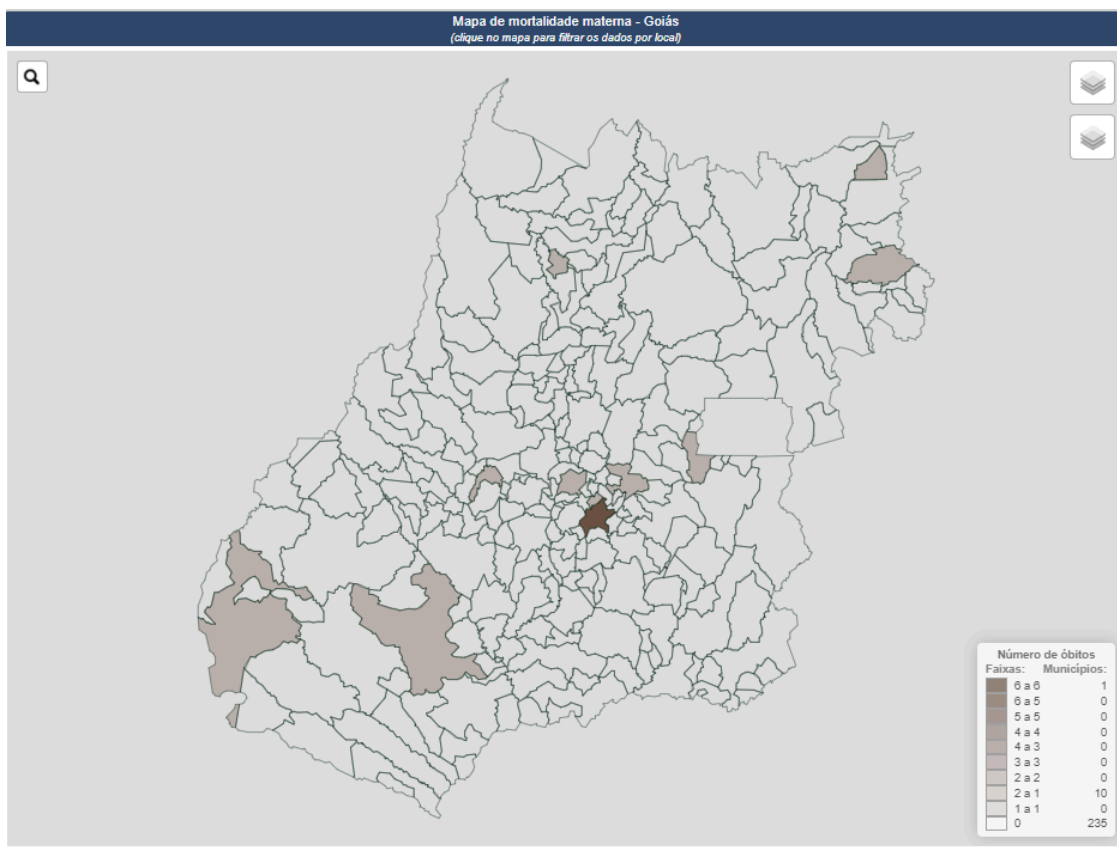 Mapa de mortalidade materna - Goiás
(clique no mapa para filtrar os dados por local)
Número de óbitos
Faixas: Municípios:
6 a 6 1
6 a 5 0
5 a 5 0
4 a 4 0
4 a 3 0
3 a 3 0
2 a 2 0
2 a 1 10
1 a 1 0
0 235